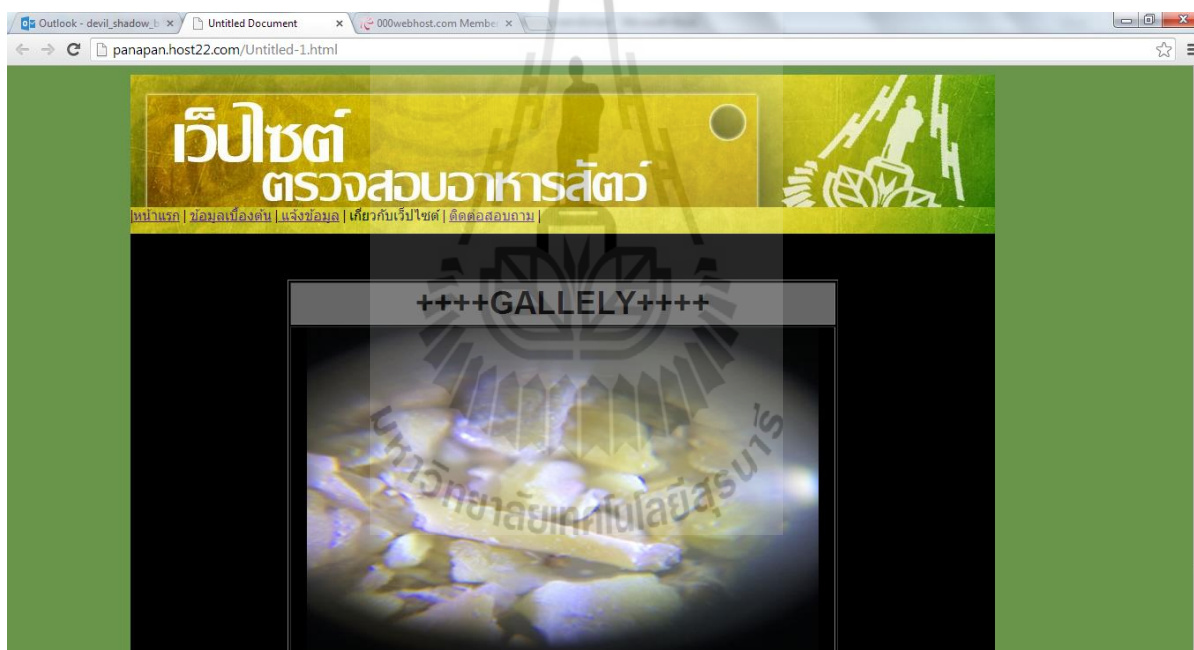 Outlook - devil_shadow_b
Untitled Document
000webhost.com Membe
panapan.host22.com/Untitled-1.html
เว็ปไซต์
ตรวจสอบอาหารสัตว์
|หน้าแรก | ข้อมูลเบื้องต้น | แจ้งข้อมูล | เกี่ยวกับเว็ปไซต์ | ติดต่อสอบถาม |
++++GALLELY++++
มหาวิทยาลัยเทคโนโลยีสุรนารี